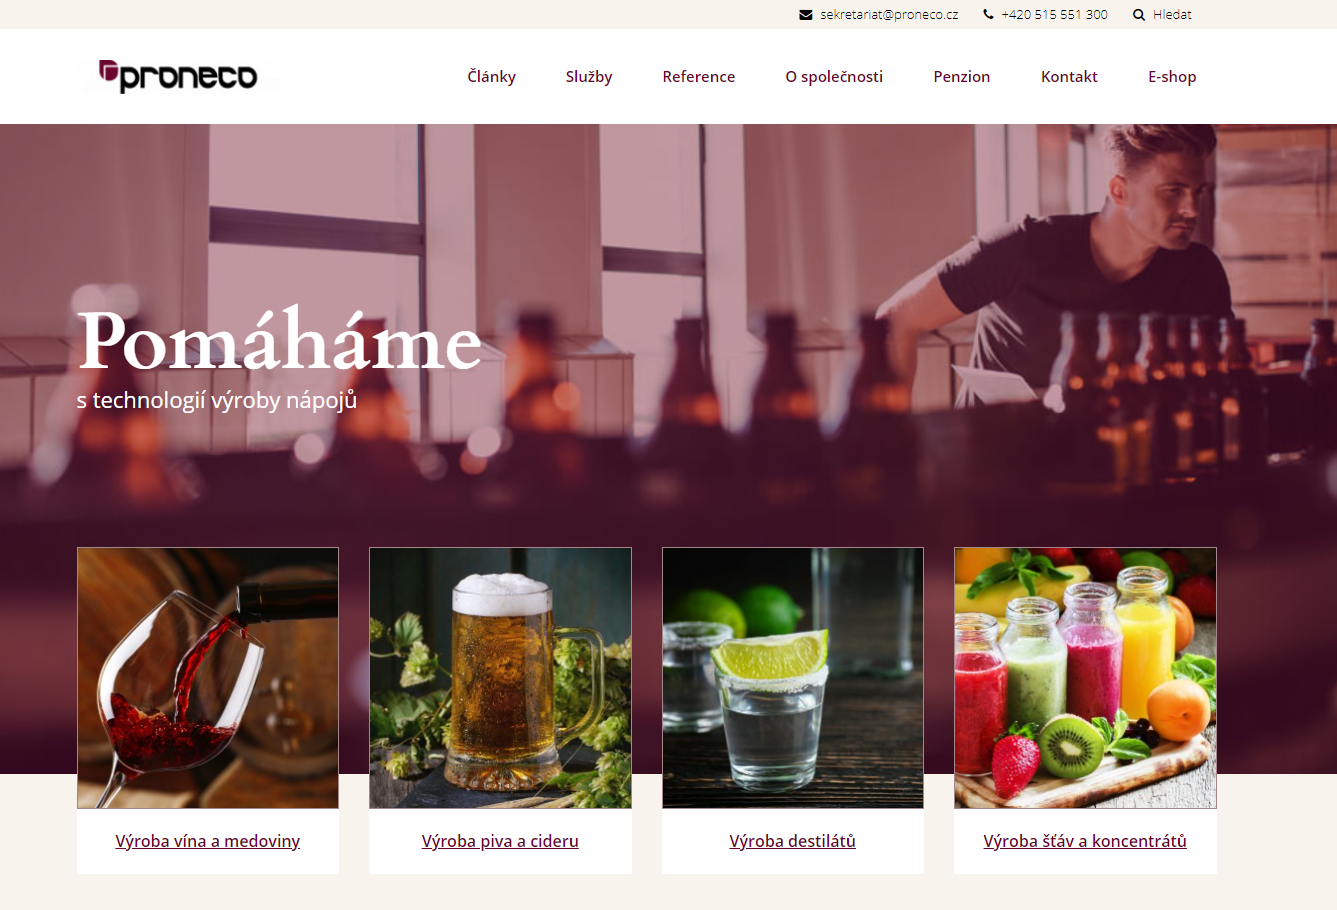 sekretariat@proneco.cz +420 515 551 300 Hledat
proneco
Články Služby Reference O společnosti Penzion Kontakt E-shop
Pomáháme
s technologií výroby nápojů
Výroba vína a medoviny
Výroba piva a cideru
Výroba destilátů
Výroba šťáv a koncentrátů